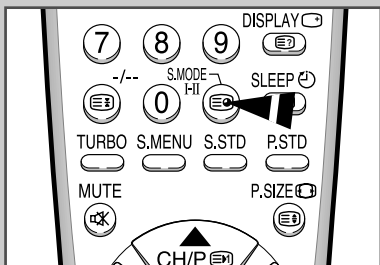 DISPLAY
7 8 9
-/-- S.MODE SLEEP
I-II
0
TURBO S.MENU S.STD P.STD
MUTE P.SIZE
CH/P